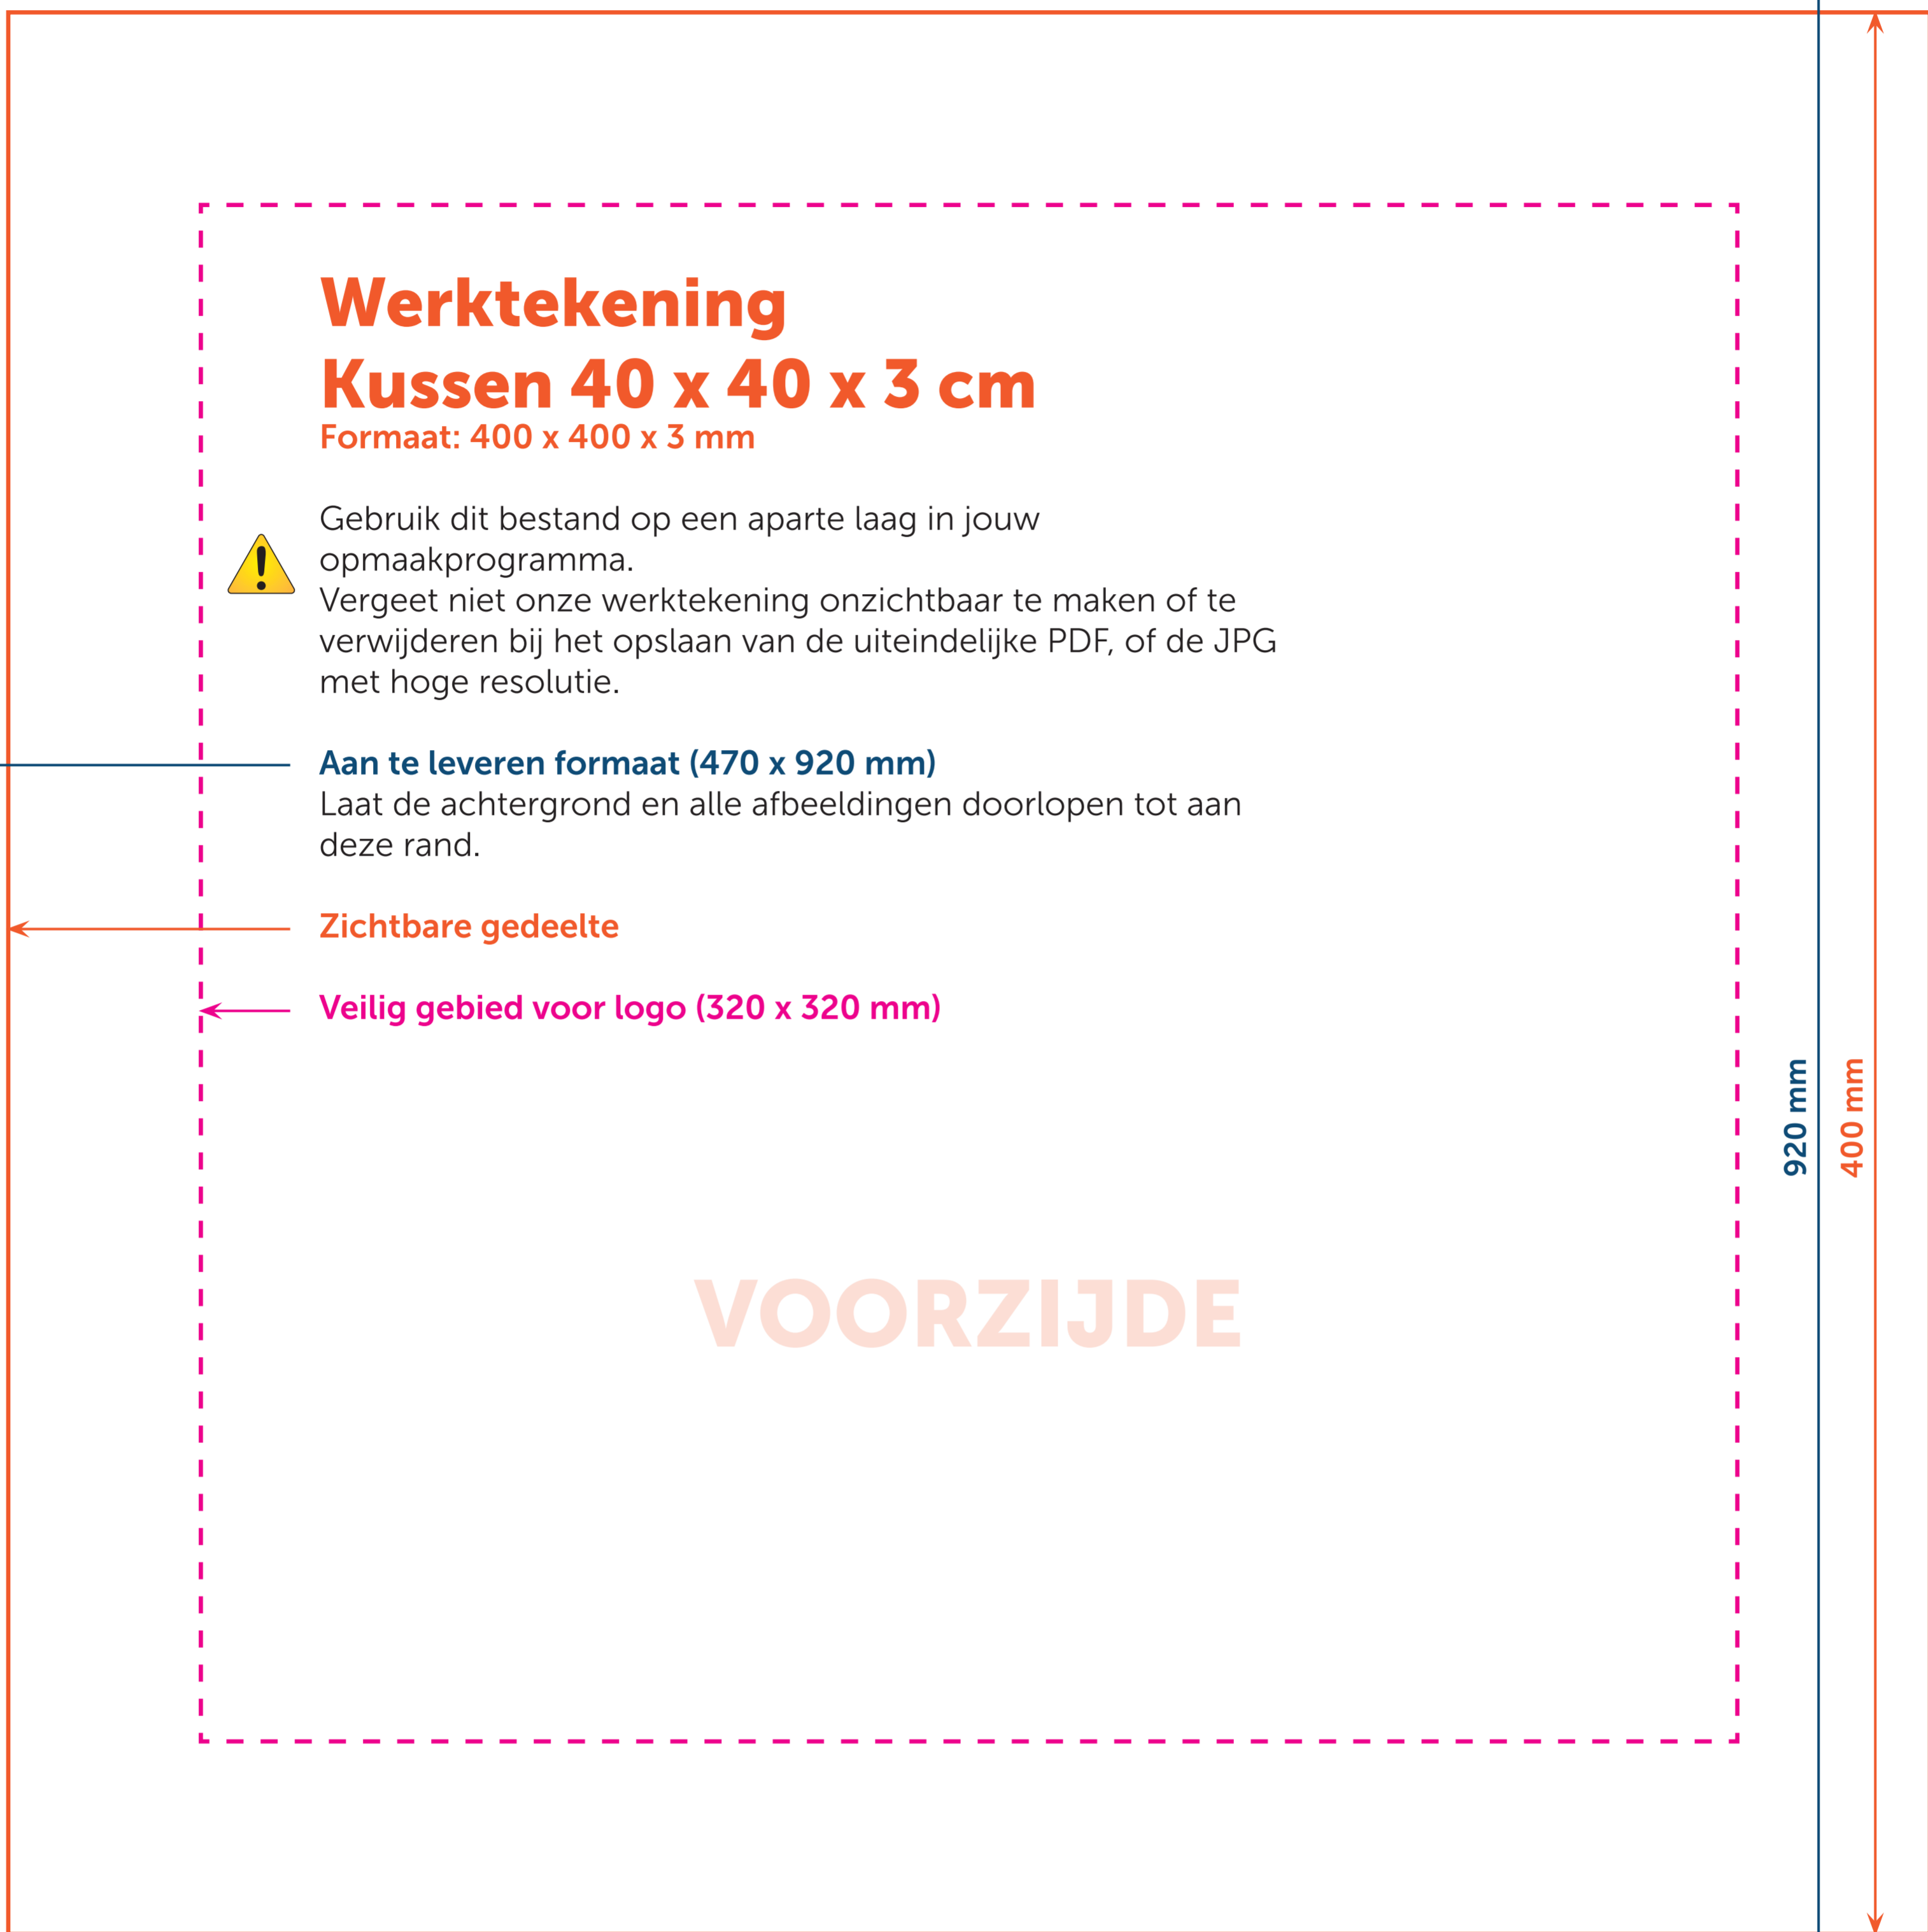 Werktekening
Kussen 40 x 40 x 3 cm
Formaat: 400 x 400 x 3 mm
Gebruik dit bestand op een aparte laag in jouw
opmaakprogramma.
Vergeet niet onze werktekening onzichtbaar te maken of te
verwijderen bij het opslaan van de uiteindelijke PDF, of de JPG
met hoge resolutie.
Aan te leveren formaat (470 x 920 mm)
Laat de achtergrond en alle afbeeldingen doorlopen tot aan
deze rand.
Zichtbare gedeelte
Veilig gebied voor logo (320 x 320 mm)
920 mm
400 mm
VOORZIJDE